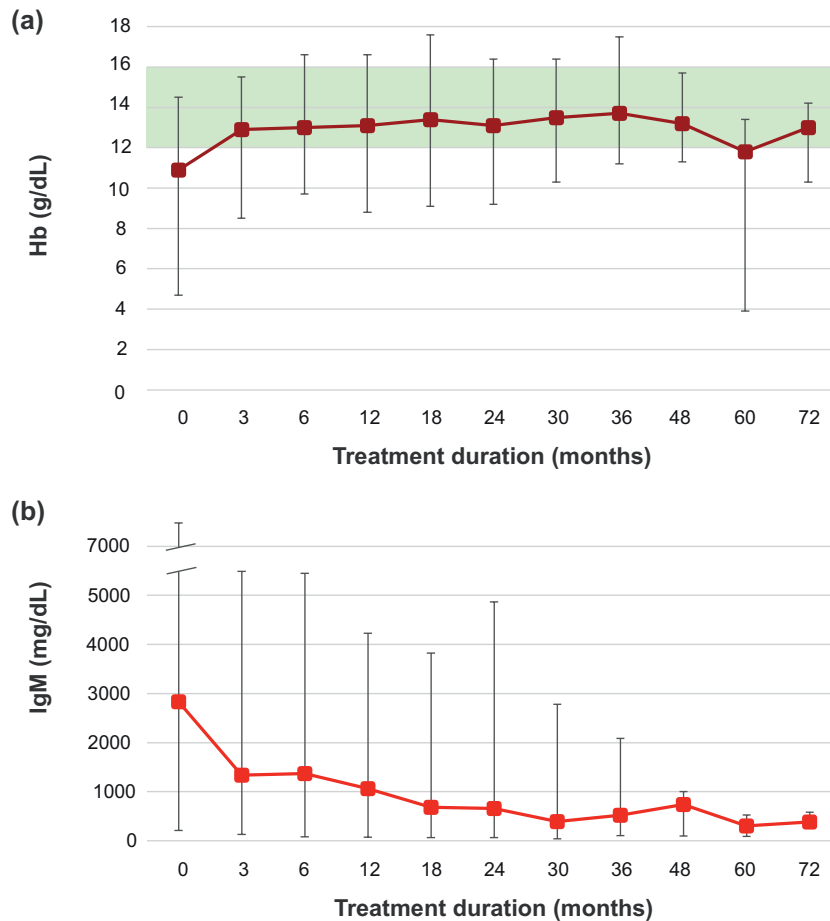 (a)
18
16
14
12
10
8
6
4
2
0
Hb (g/dL)
0 3 6 12 18 24 30 36 48 60 72
Treatment duration (months)
(b)
7000
5000
4000
3000
2000
1000
0
IgM (mg/dL)
0 3 6 12 18 24 30 36 48 60 72
Treatment duration (months)